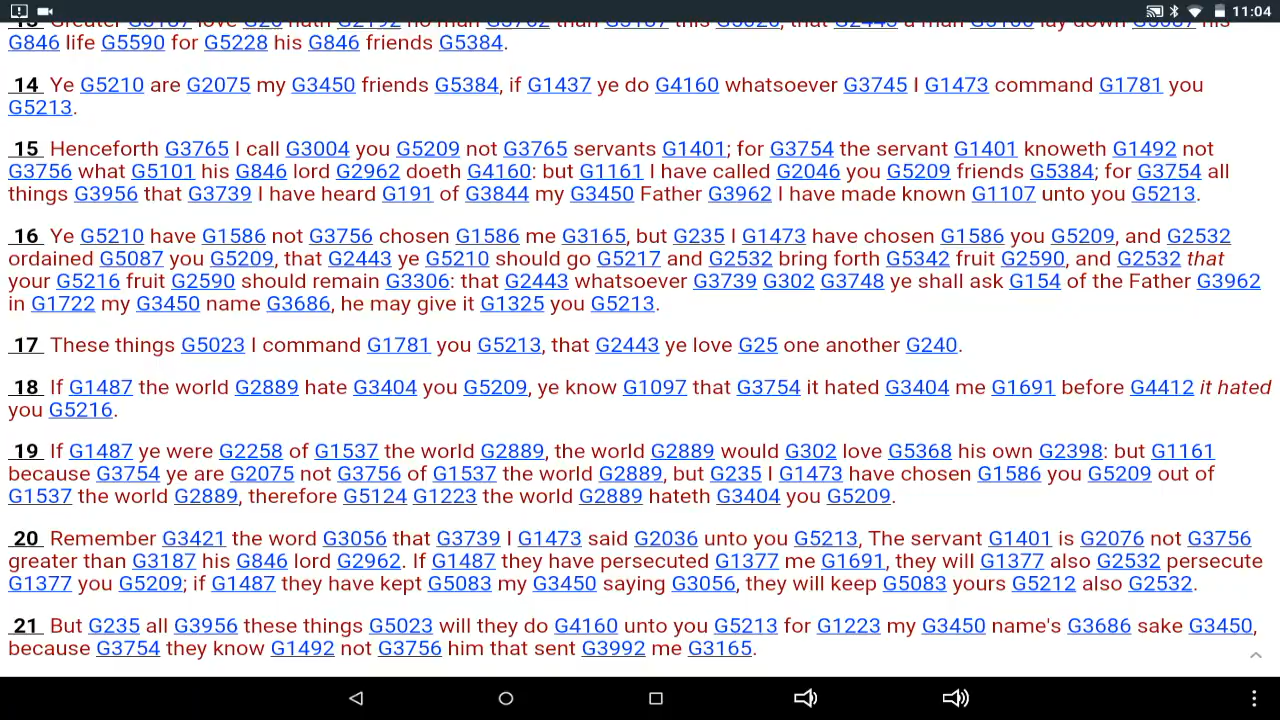 11:04
G846 life G5590 for G5228 his G846 friends G5384.
14 Ye G5210 are G2075 my G3450 friends G5384, if G1437 ye do G4160 whatsoever G3745 I G1473 command G1781 you
G5213.
15 Henceforth G3765 I call G3004 you G5209 not G3765 servants G1401; for G3754 the servant G1401 knoweth G1492 not
G3756 what G5101 his G846 lord G2962 doeth G4160: but G1161 I have called G2046 you G5209 friends G5384; for G3754 all
things G3956 that G3739 I have heard G191 of G3844 my G3450 Father G3962 I have made known G1107 unto you G5213.
16 Ye G5210 have G1586 not G3756 chosen G1586 me G3165, but G235 I G1473 have chosen G1586 you G5209, and G2532
ordained G5087 you G5209, that G2443 ye G5210 should go G5217 and G2532 bring forth G5342 fruit G2590, and G2532 that
your G5216 fruit G2590 should remain G3306: that G2443 whatsoever G3739 G302 G3748 ye shall ask G154 of the Father G3962
in G1722 my G3450 name G3686, he may give it G1325 you G5213.
17 These things G5023 I command G1781 you G5213, that G2443 ye love G25 one another G240.
18 If G1487 the world G2889 hate G3404 you G5209, ye know G1097 that G3754 it hated G3404 me G1691 before G4412 it hated
you G5216.
19 If G1487 ye were G2258 of G1537 the world G2889, the world G2889 would G302 love G5368 his own G2398: but G1161
because G3754 ye are G2075 not G3756 of G1537 the world G2889, but G235 I G1473 have chosen G1586 you G5209 out of
G1537 the world G2889, therefore G5124 G1223 the world G2889 hateth G3404 you G5209.
20 Remember G3421 the word G3056 that G3739 I G1473 said G2036 unto you G5213, The servant G1401 is G2076 not G3756
greater than G3187 his G846 lord G2962. If G1487 they have persecuted G1377 me G1691, they will G1377 also G2532 persecute
G1377 you G5209; if G1487 they have kept G5083 my G3450 saying G3056, they will keep G5083 yours G5212 also G2532.
21 But G235 all G3956 these things G5023 will they do G4160 unto you G5213 for G1223 my G3450 name's G3686 sake G3450,
because G3754 they know G1492 not G3756 him that sent G3992 me G3165.